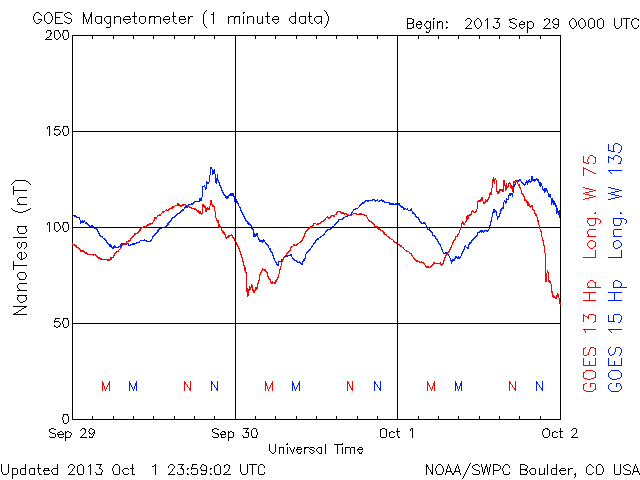 GOES Magnetometer (1 minute data)
Begin: 2013 Sep 29 0000 UTC
200
150
100
50
0
NanoTesla (nT)
M M N N M M N N M M N N
Sep 29 Sep 30 Oct 1 Oct 2
Universal Time
GOES 13 Hp Long. W 75
GOES 15 Hp Long. W 135
Updated 2013 Oct 1 23:59:02 UTC
NOAA/SWPC Boulder, CO USA